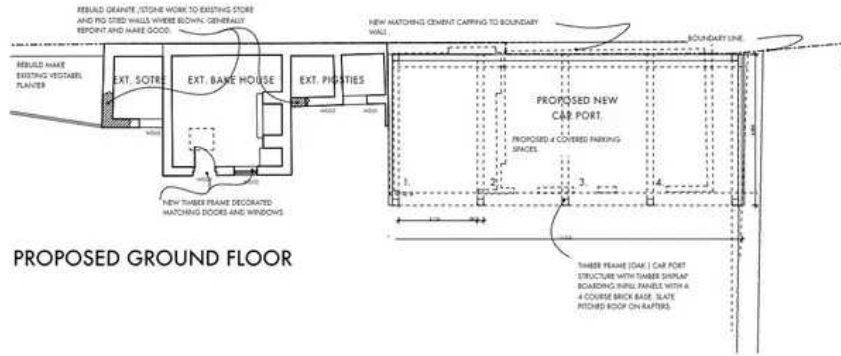 REBUILD GRANITE /STONE WORK TO EXISTING STORE
AND PIG STIED WALLS WHERE BLOWN. GENERALLY
REPOINT AND MAKE GOOD.
NEW MATCHING CEMENT CAPPING TO BOUNDARY
WALL.
BOUNDARY LINE.
REBUILD MAKE
EXISTING VEGTABEL
PLANTER
EXT. SOTRE
EXT. BAKE HOUSE
EXT. PIGSTIES
PROPOSED NEW
CAR PORT.
PROPOSED 4 COVERED PARKING
SPACES.
1.
2.
3.
4.
NEW TIMBER FRAME DECORATED
MATCHING DOORS AND WINDOWS
PROPOSED GROUND FLOOR
TIMBER FRAME (OAK ) CAR PORT
STRUCTURE WITH TIMBER SHIPLAP
BOARDING INFILL PANELS WITH A
4 COURSE BRICK BASE. SLATE
PITCHED ROOF ON RAFTERS.